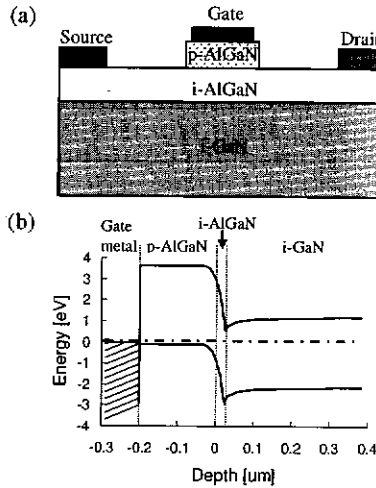 (a)
Gate
Source
p-AlGaN
Drain
i-AlGaN
(b)
i-AlGaN
Gate
metal
p-AlGaN
i-GaN
Energy [eV]
4
3
2
1
0
-1
-2
-3
-4
-0.3 -0.2 -0.1 0 0.1 0.2 0.3 0.4
Depth [um]